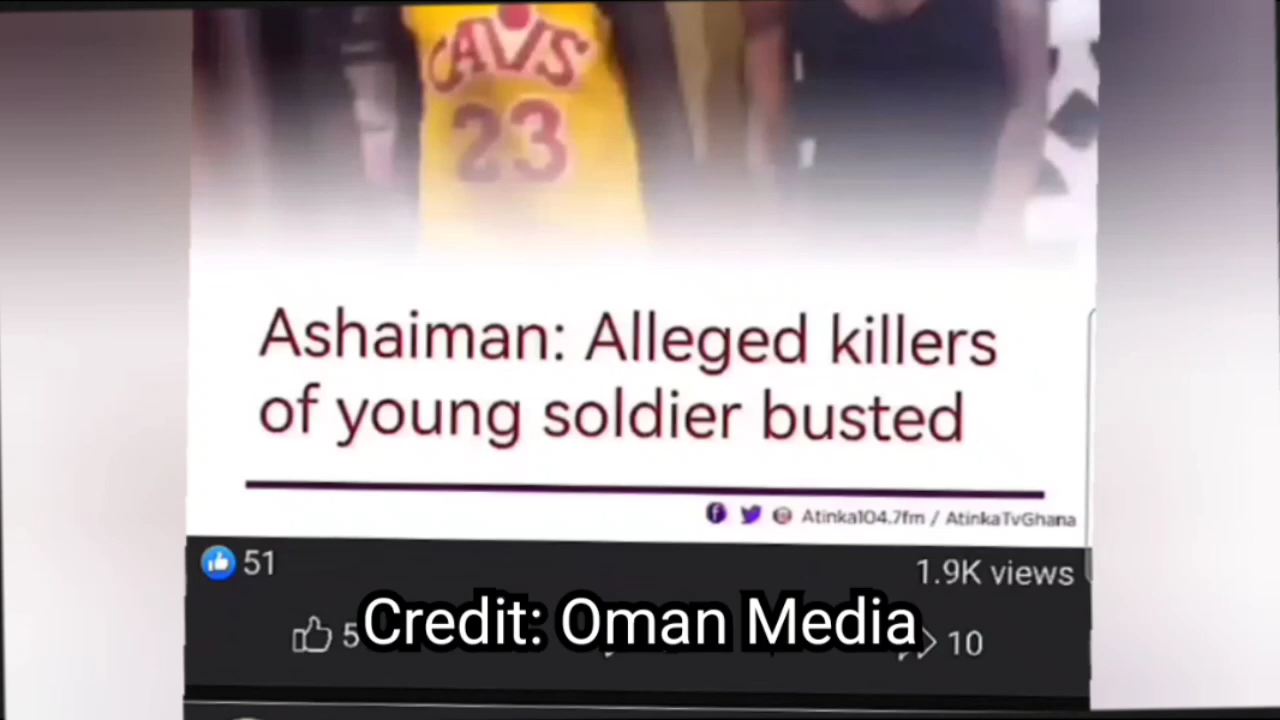 CAVS
23
Ashaiman: Alleged killers
of young soldier busted
Atinka104.7fm / AtinkaTvGhana
51
1.9K views
5
Credit: Oman Media
10